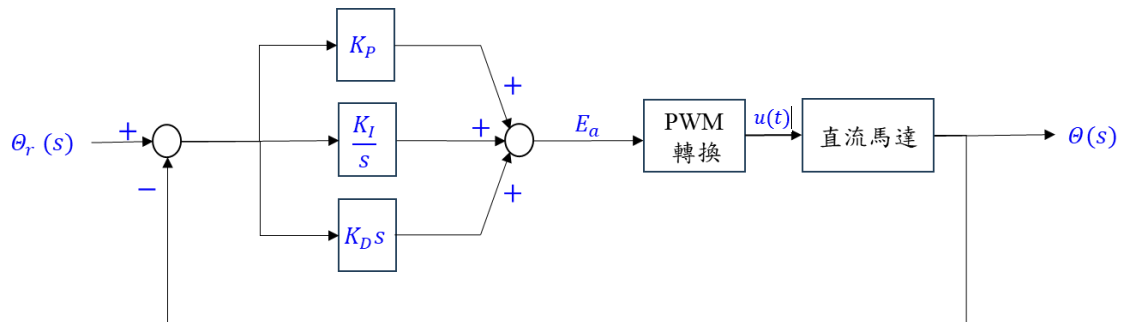 Θ_r (s)
+
−
K_P
K_I
s
K_D s
+
+
+
E_a
PWM
轉換
u(t)
直流馬達
Θ(s)